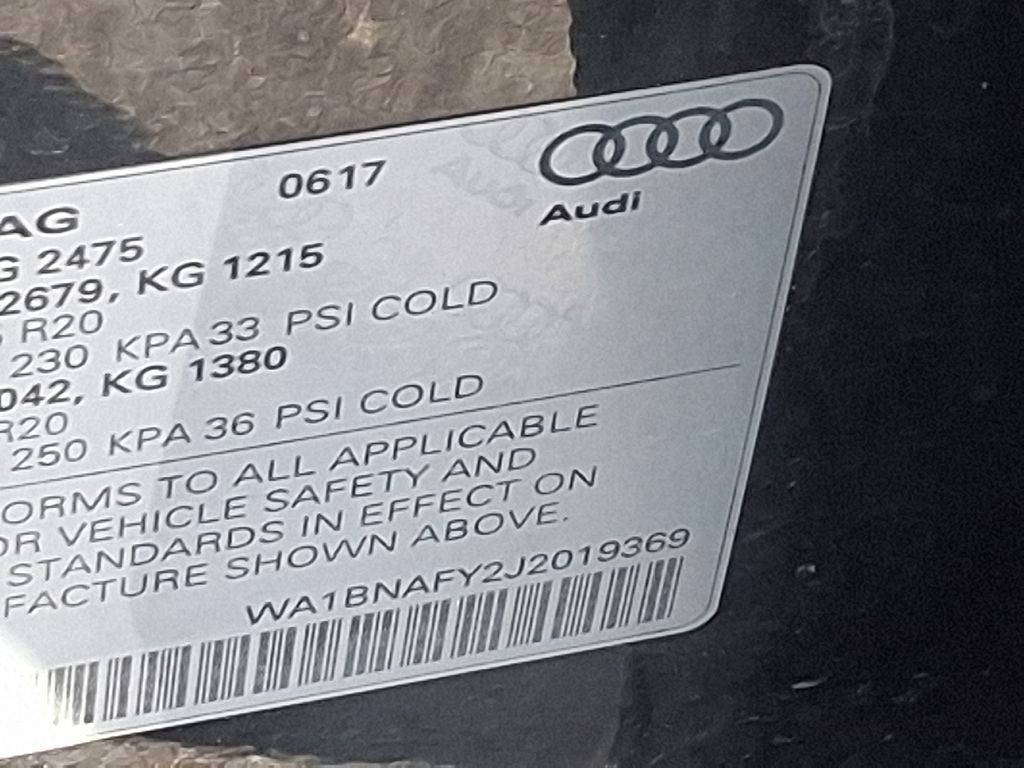 0617
Audi
AG
G 2475
2679, KG 1215
R20
230 KPA 33 PSI COLD
042, KG 1380
R20
250 KPA 36 PSI COLD
ORMS TO ALL APPLICABLE
OR VEHICLE SAFETY AND
STANDARDS IN EFFECT ON
FACTURE SHOWN ABOVE.
WA1BNAFY2J2019369